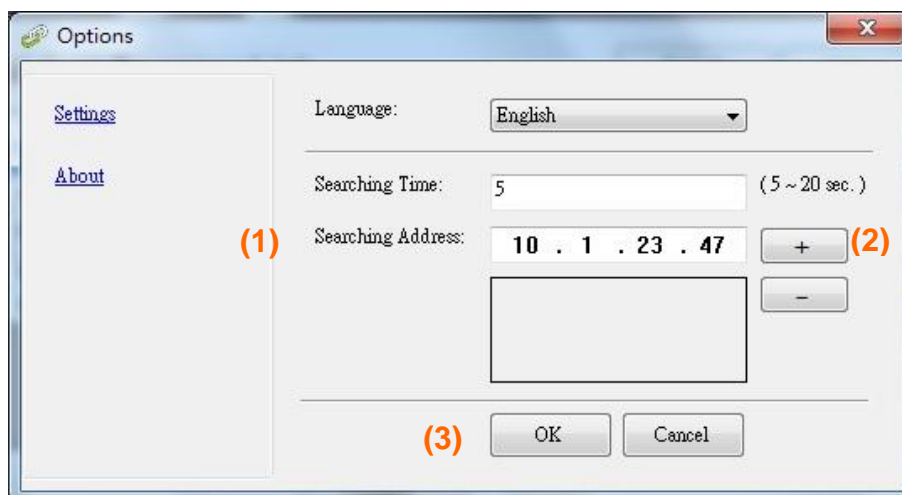 Options
Settings
About
Language: English
Searching Time: 5 ( 5 ~ 20 sec. )
(1) Searching Address: 10 . 1 . 23 . 47 + (2)
-
(3) OK Cancel